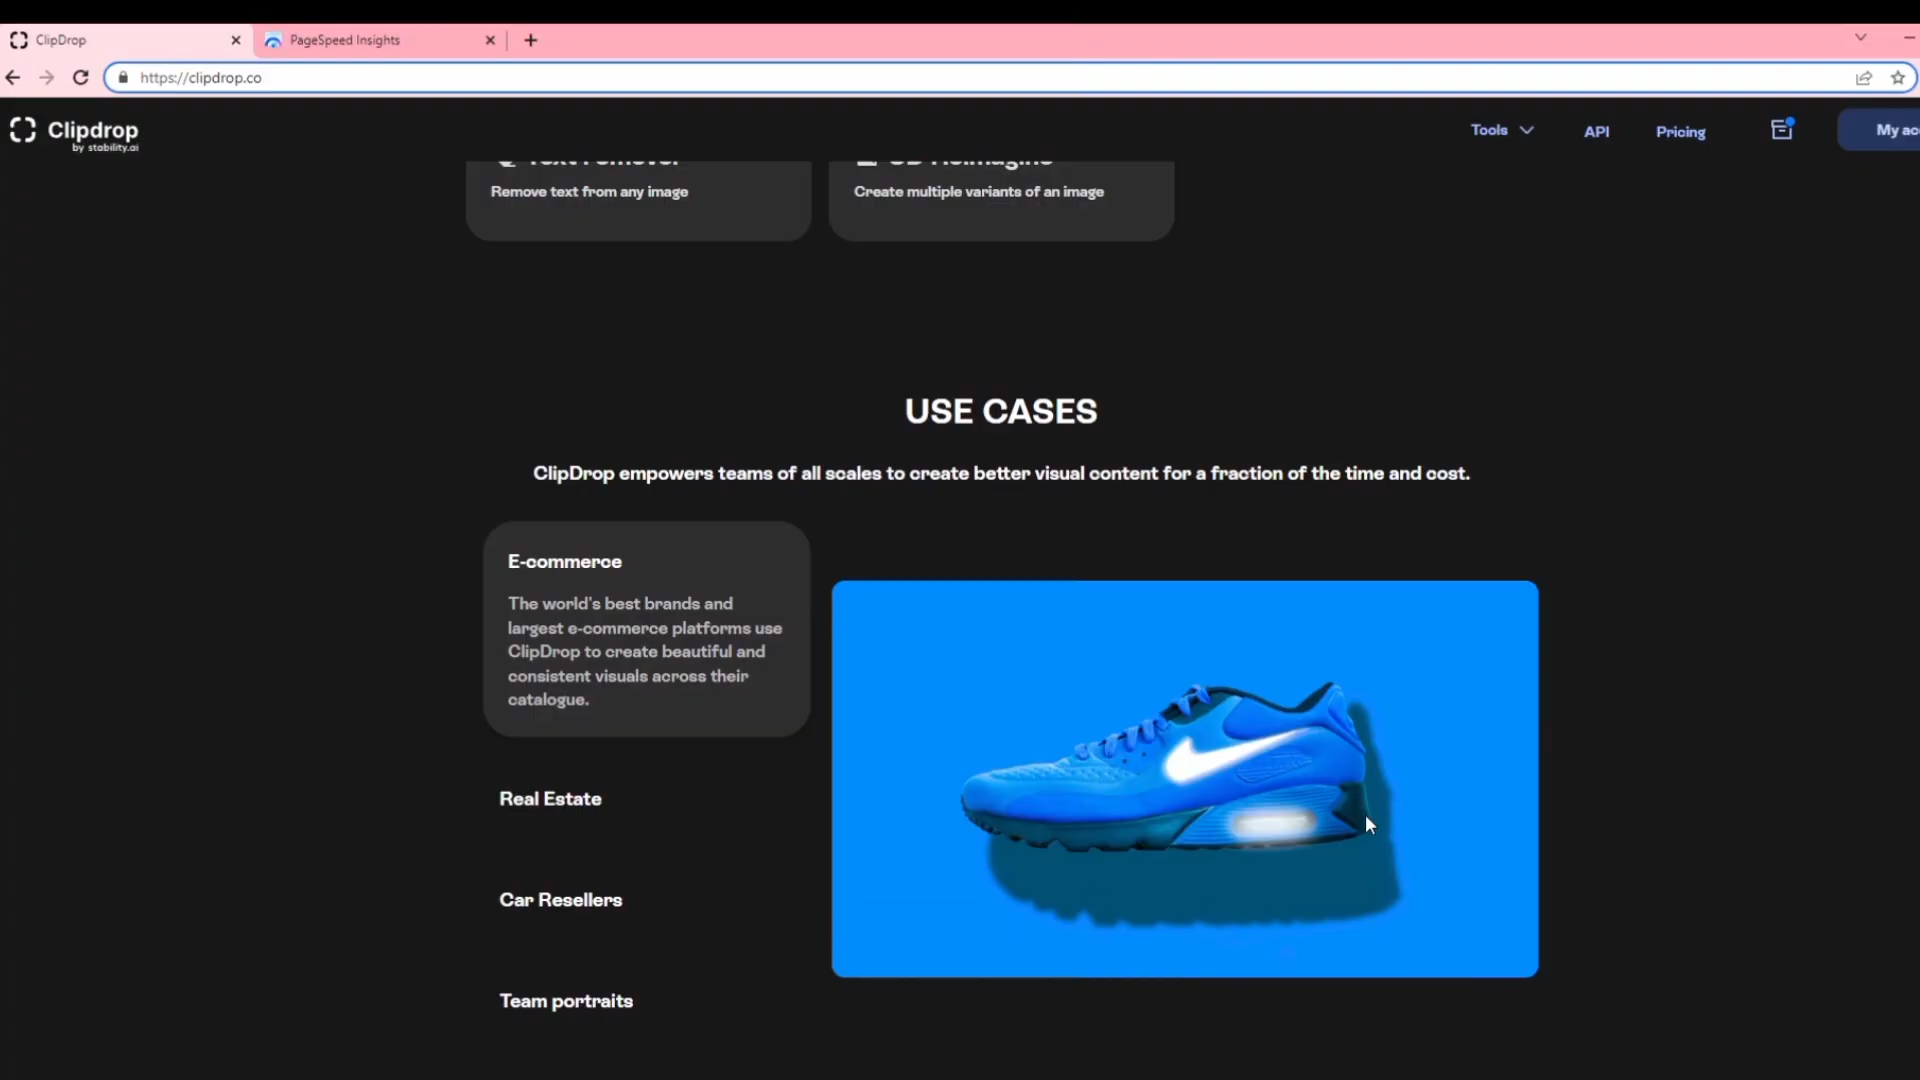 ClipDrop
PageSpeed Insights
https://clipdrop.co
Clipdrop
by stability.ai
Tools
API
Pricing
My
Text Remover
Remove text from any image
Reimagine
Create multiple variants of an image
USE CASES
ClipDrop empowers teams of all scales to create better visual content for a fraction of the time and cost.
E-commerce
The world's best brands and
largest e-commerce platforms use
ClipDrop to create beautiful and
consistent visuals across their
catalogue.
Real Estate
Car Resellers
Team portraits